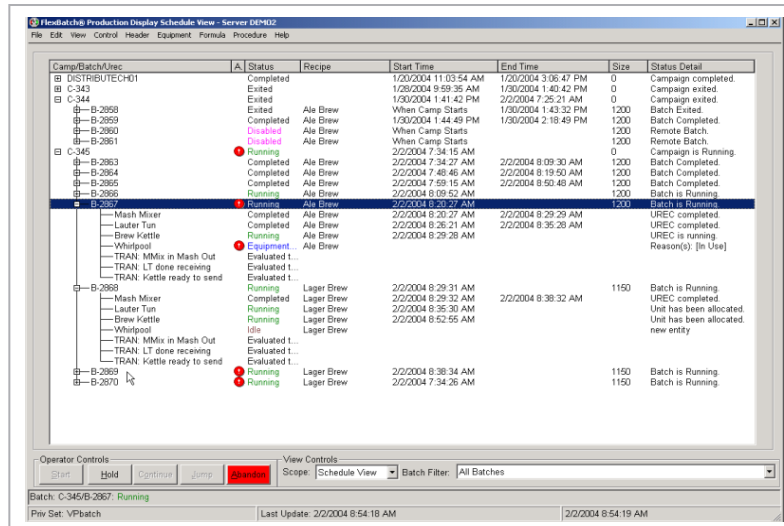 FlexBatch® Production Display Schedule View - Server DEMO2
File Edit View Control Header Equipment Formula Procedure Help
Camp/Batch/Urec A. Status Recipe Start Time End Time Size Status Detail
DISTRIBUTECH01 Completed 1/20/2004 11:03:54 AM 1/20/2004 3:06:47 PM 0 Campaign completed.
C-343 Exited 1/28/2004 9:59:35 AM 1/30/2004 1:40:42 PM 0 Campaign exited.
C-344 Exited 1/30/2004 1:41:42 PM 2/2/2004 7:25:21 AM 0 Campaign exited.
B-2858 Exited Ale Brew When Camp Starts 1/30/2004 1:43:32 PM 1200 Batch Exited.
B-2859 Completed Ale Brew 1/30/2004 1:44:49 PM 1/30/2004 2:18:49 PM 1200 Batch Completed.
B-2860 Disabled Ale Brew When Camp Starts 1200 Remote Batch.
B-2861 Disabled Ale Brew When Camp Starts 1200 Remote Batch.
C-345 Running 2/2/2004 7:34:15 AM 0 Campaign is Running.
B-2863 Completed Ale Brew 2/2/2004 7:34:27 AM 2/2/2004 8:09:30 AM 1200 Batch Completed.
B-2864 Completed Ale Brew 2/2/2004 7:48:46 AM 2/2/2004 8:19:50 AM 1200 Batch Completed.
B-2865 Completed Ale Brew 2/2/2004 7:59:15 AM 2/2/2004 8:50:48 AM 1200 Batch Completed.
B-2866 Running Ale Brew 2/2/2004 8:09:52 AM 1200 Batch is Running.
B-2867 Running Ale Brew 2/2/2004 8:20:27 AM 1200 Batch is Running.
Mash Mixer Completed Ale Brew 2/2/2004 8:20:27 AM 2/2/2004 8:29:29 AM UREC completed.
Lauter Tun Completed Ale Brew 2/2/2004 8:26:21 AM 2/2/2004 8:35:28 AM UREC completed.
Brew Kettle Running Ale Brew 2/2/2004 8:29:28 AM UREC is running.
Whirlpool Equipment... Ale Brew Reason(s): [In Use]
TRAN: MMix in Mash Out Evaluated t...
TRAN: LT done receiving Evaluated t...
TRAN: Kettle ready to send Evaluated t...
B-2868 Running Lager Brew 2/2/2004 8:29:31 AM 1150 Batch is Running.
Mash Mixer Completed Lager Brew 2/2/2004 8:29:32 AM 2/2/2004 8:38:32 AM UREC completed.
Lauter Tun Running Lager Brew 2/2/2004 8:35:30 AM Unit has been allocated.
Brew Kettle Running Lager Brew 2/2/2004 8:52:55 AM Unit has been allocated.
Whirlpool Idle Lager Brew new entity
TRAN: MMix in Mash Out Evaluated t...
TRAN: LT done receiving Evaluated t...
TRAN: Kettle ready to send Evaluated t...
B-2869 Running Lager Brew 2/2/2004 8:38:34 AM 1150 Batch is Running.
B-2870 Running Lager Brew 2/2/2004 7:34:26 AM 1150 Batch is Running.
Operator Controls View Controls
Start Hold Continue Jump Abandon Scope: Schedule View Batch Filter: All Batches
Batch: C-345/B-2867: Running
Priv Set: VPbatch Last Update: 2/2/2004 8:54:18 AM 2/2/2004 8:54:19 AM